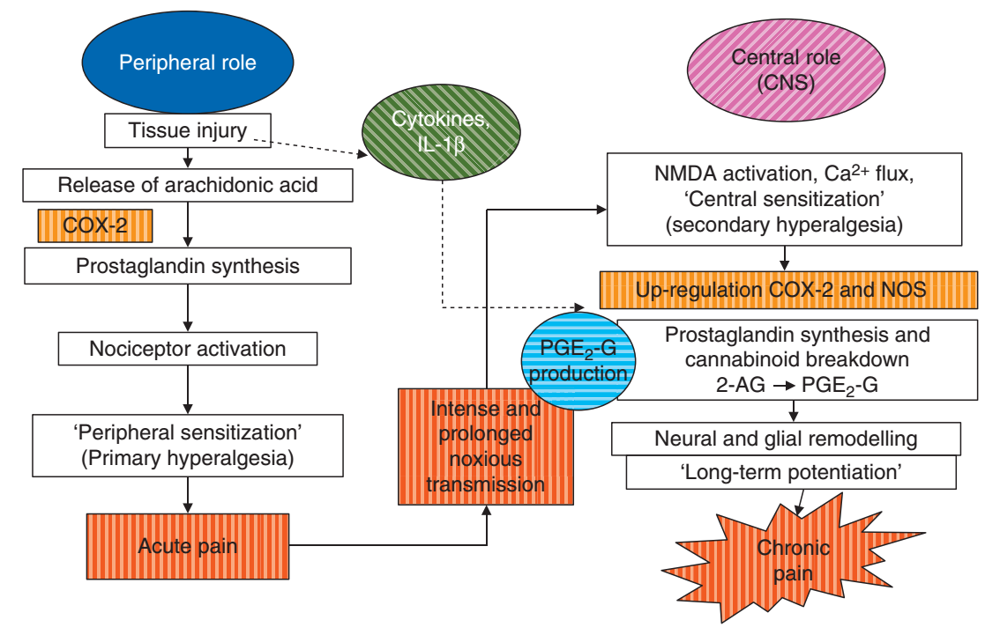 Peripheral role
Tissue injury
Release of arachidonic acid
COX-2
Prostaglandin synthesis
Nociceptor activation
‘Peripheral sensitization’
(Primary hyperalgesia)
Acute pain
Cytokines,
IL-1β
Intense and
prolonged
noxious
transmission
PGE₂-G
production
Central role
(CNS)
NMDA activation, Ca²⁺ flux,
‘Central sensitization’
(secondary hyperalgesia)
Up-regulation COX-2 and NOS
Prostaglandin synthesis and
cannabinoid breakdown
2-AG → PGE₂-G
Neural and glial remodelling
‘Long-term potentiation’
Chronic
pain